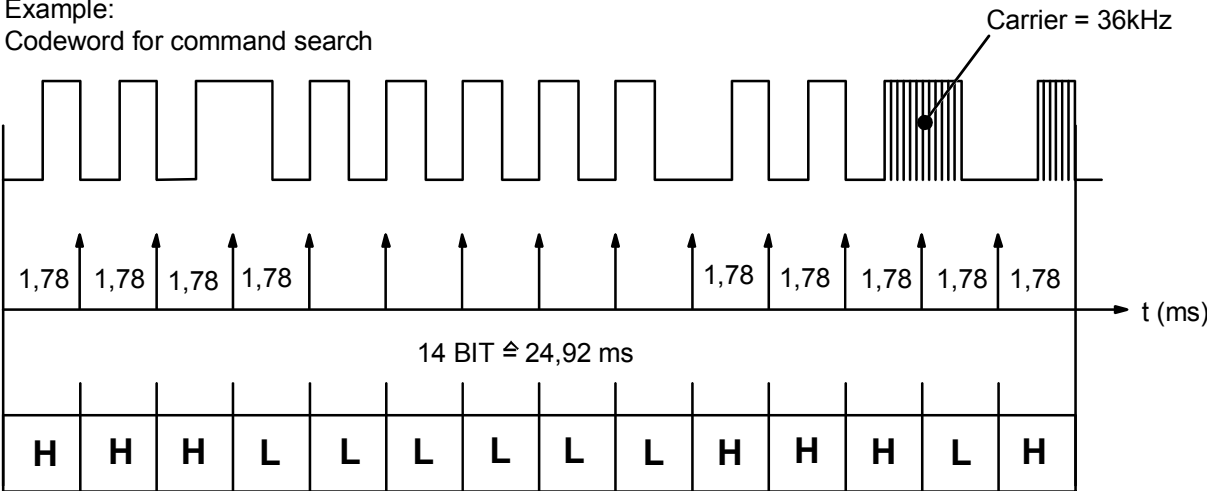 Example:
Codeword for command search
Carrier = 36kHz
1,78 1,78 1,78 1,78 1,78 1,78 1,78 1,78 1,78
t (ms)
14 BIT ≙ 24,92 ms
H H H L L L L L L H H H L H